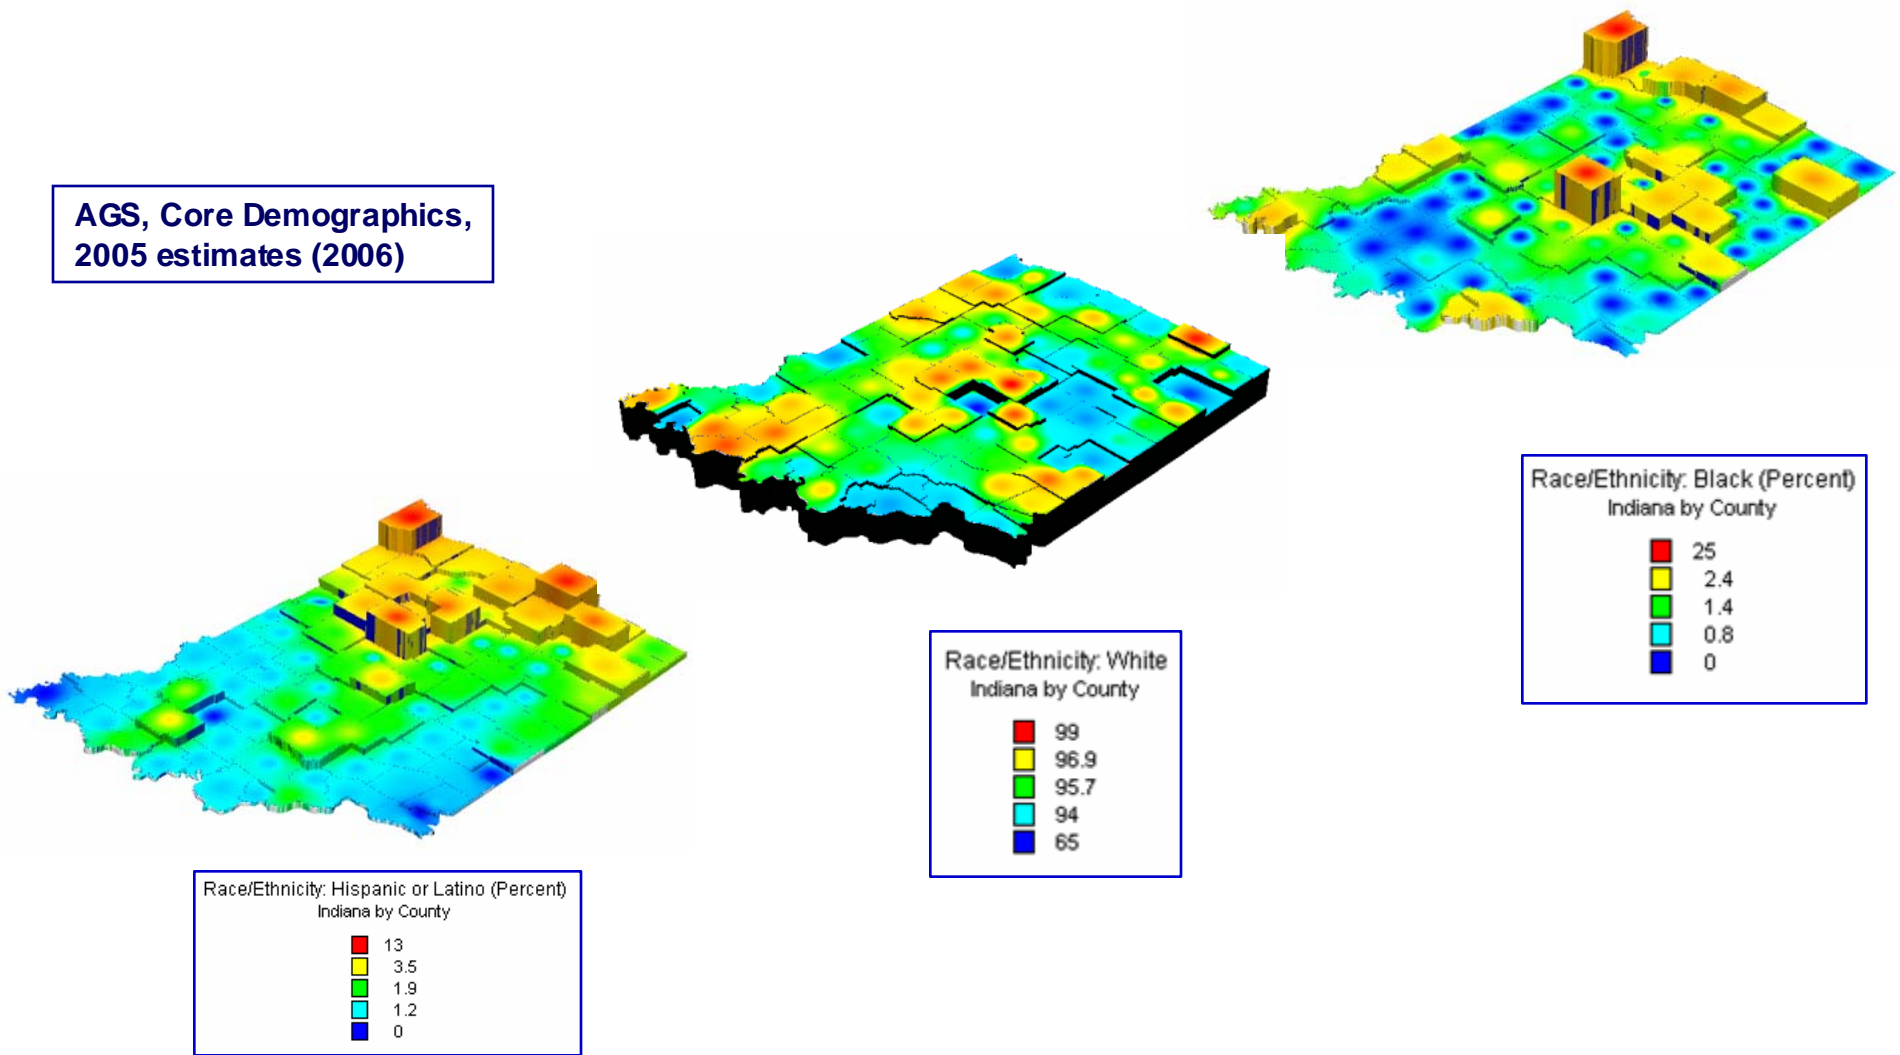 AGS, Core Demographics,
2005 estimates (2006)
Race/Ethnicity: Black (Percent)
Indiana by County
25
2.4
1.4
0.8
0
Race/Ethnicity: White
Indiana by County
99
96.9
95.7
94
65
Race/Ethnicity: Hispanic or Latino (Percent)
Indiana by County
13
3.5
1.9
1.2
0